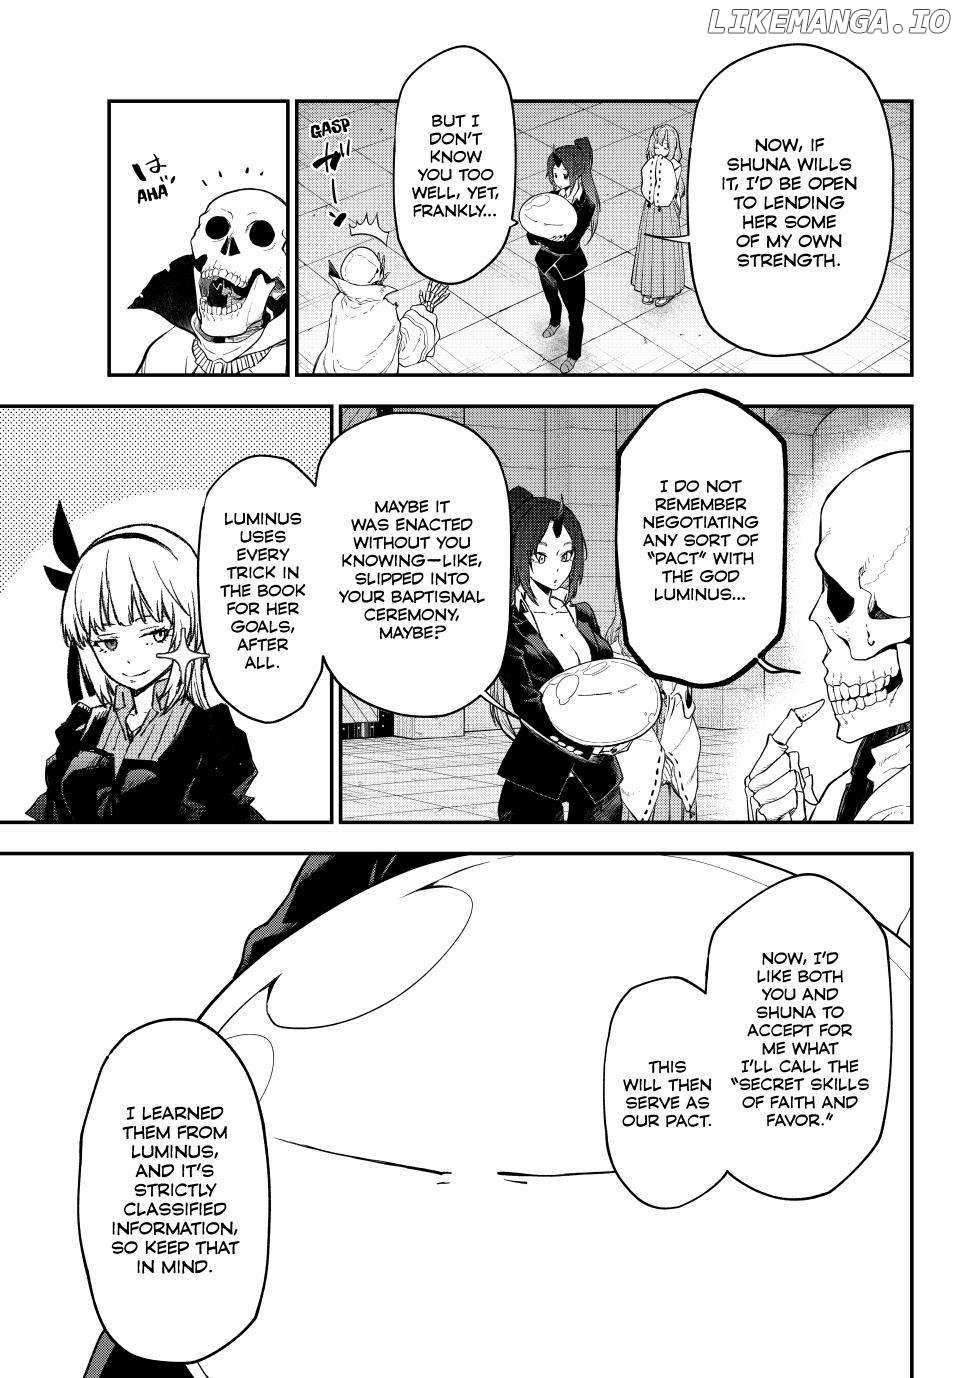 LIKEMANGA.IO
NOW, IF
SHUNA WILLS
IT, I'D BE OPEN
TO LENDING
HER SOME
OF MY OWN
STRENGTH.
BUT I
DON'T
KNOW
YOU TOO
WELL, YET,
FRANKLY...
GASP
ガーッ
は
AHA
I DO NOT
REMEMBER
NEGOTIATING
ANY SORT OF
"PACT" WITH
THE GOD
LUMINUS...
MAYBE IT
WAS ENACTED
WITHOUT YOU
KNOWING—LIKE,
SLIPPED INTO
YOUR BAPTISMAL
CEREMONY,
MAYBE?
LUMINUS
USES
EVERY
TRICK IN
THE BOOK
FOR HER
GOALS,
AFTER
ALL.
NOW, I'D
LIKE BOTH
YOU AND
SHUNA TO
ACCEPT FOR
ME WHAT
I'LL CALL THE
"SECRET SKILLS
OF FAITH AND
FAVOR."
THIS
WILL THEN
SERVE AS
OUR PACT.
I LEARNED
THEM FROM
LUMINUS,
AND IT'S
STRICTLY
CLASSIFIED
INFORMATION,
SO KEEP THAT
IN MIND.